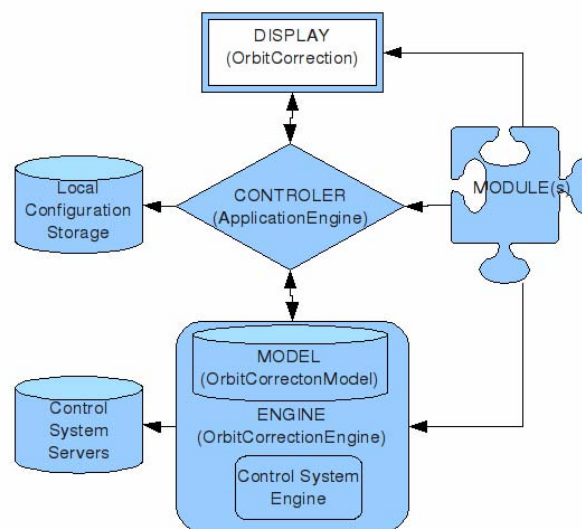 DISPLAY
(OrbitCorrection)
Local
Configuration
Storage
CONTROLER
(ApplicationEngine)
MODULE(s)
MODEL
(OrbitCorrectonModel)
ENGINE
(OrbitCorrectionEngine)
Control System
Engine
Control
System
Servers